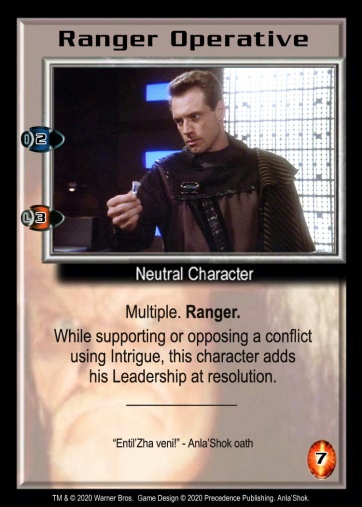 Ranger Operative
I 2
L 3
Neutral Character
Multiple. Ranger.
While supporting or opposing a conflict
using Intrigue, this character adds
his Leadership at resolution.
“Entil’Zha veni!” - Anla’Shok oath
7
TM & © 2020 Warner Bros. Game Design © 2020 Precedence Publishing. Anla’Shok.